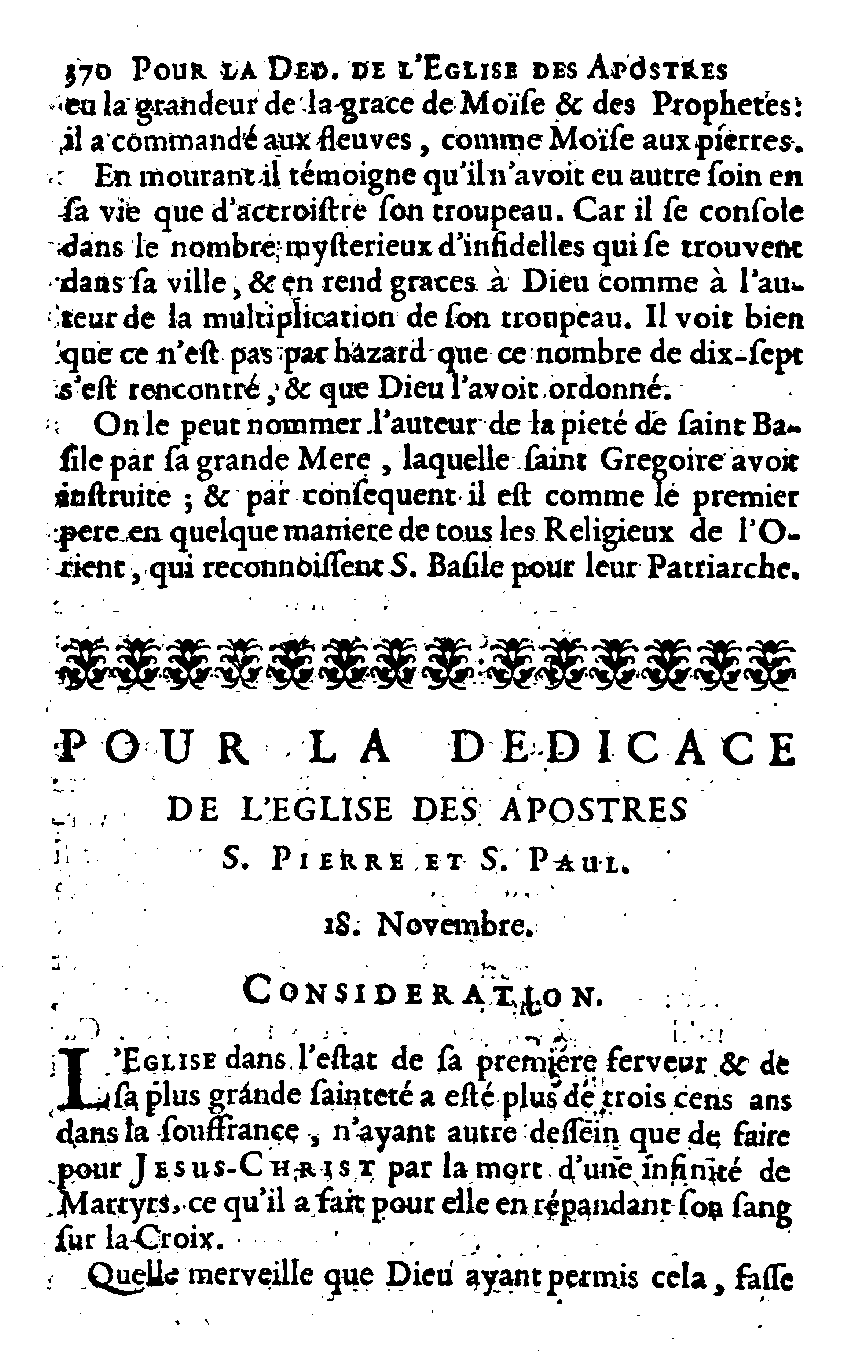 370 POUR LA DED. DE L'EGLISE DES APOSTRES
eu la grandeur de la grace de Moïſe & des Prophetes:
il a commandé aux fleuves, comme Moïſe aux pierres.
En mourant il témoigne qu'il n'avoit eu autre ſoin en
ſa vie que d'accroiſtre ſon troupeau. Car il ſe conſole
dans le nombre myſterieux d'infidelles qui ſe trouvent
dans ſa ville, & en rend graces à Dieu comme à l'au-
teur de la multiplication de ſon troupeau. Il voit bien
que ce n'eſt pas par hazard que ce nombre de dix-ſept
s'eſt rencontré, & que Dieu l'avoit ordonné.
On le peut nommer l'auteur de la pieté de ſaint Ba-
ſile par ſa grande Mere, laquelle ſaint Gregoire avoit
inſtruite ; & par conſequent il eſt comme le premier
pere en quelque maniere de tous les Religieux de l'O-
rient, qui reconnoiſſent S. Baſile pour leur Patriarche.
POUR LA DEDICACE
DE L'EGLISE DES APOSTRES
S. PIERRE ET S. PAUL.
18. Novembre.
CONSIDERATION.
L'EGLISE dans l'eſtat de ſa premiere ferveur & de
ſa plus grande ſainteté a eſté plus de trois cens ans
dans la ſouffrance, n'ayant autre deſſein que de faire
pour JESUS-CHRIST par la mort d'une infinité de
Martyrs, ce qu'il a fait pour elle en répandant ſon ſang
ſur la Croix.
Quelle merveille que Dieu ayant permis cela, faſſe